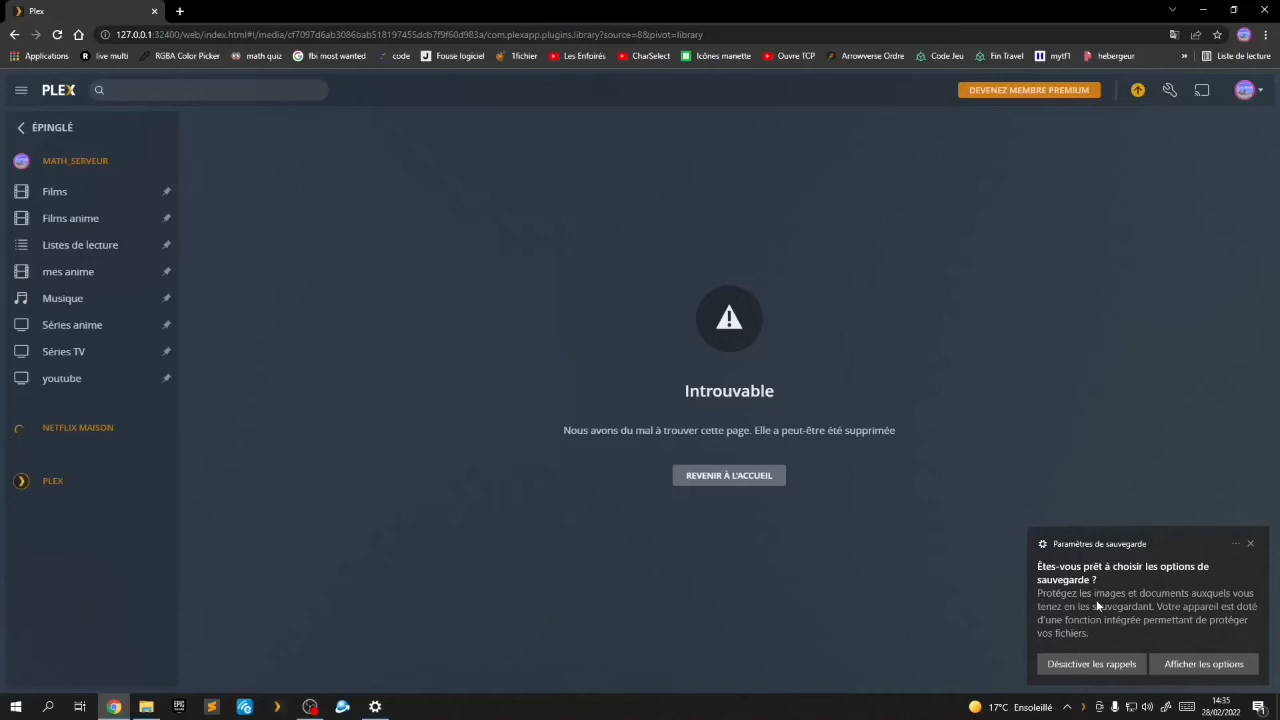 Plex
127.0.0.1:32400/web/index.html#!/media/cf7097d6ab3086bab518197455dcb2bf7f60d983a/com.plexapp.plugins.library?source=8&pivot=library
Applications live multi RGBA Color Picker math quiz fbi most wanted code Fouse logiciel 1fichier Les Enfoirés CharSelect Icônes manette Ouvre TCP Arrowverse Ordre Code Jeu Fin Travel mytf1 hebergeur » Liste de lecture
PLEX
DEVENEZ MEMBRE PREMIUM
ÉPINGLÉ
MATH_SERVEUR
Films
Films anime
Listes de lecture
mes anime
Musique
Séries anime
Séries TV
youtube
NETFLIX MAISON
PLEX
Introuvable
Nous avons du mal à trouver cette page. Elle a peut-être été supprimée
REVENIR À L'ACCUEIL
Paramètres de sauvegarde
Êtes-vous prêt à choisir les options de
sauvegarde ?
Protégez les images et documents auxquels vous
tenez en les sauvegardant. Votre appareil est doté
d'une fonction intégrée permettant de protéger
vos fichiers.
Désactiver les rappels
Afficher les options
EPIC
17°C Ensoleillé
14:35
28/02/2022